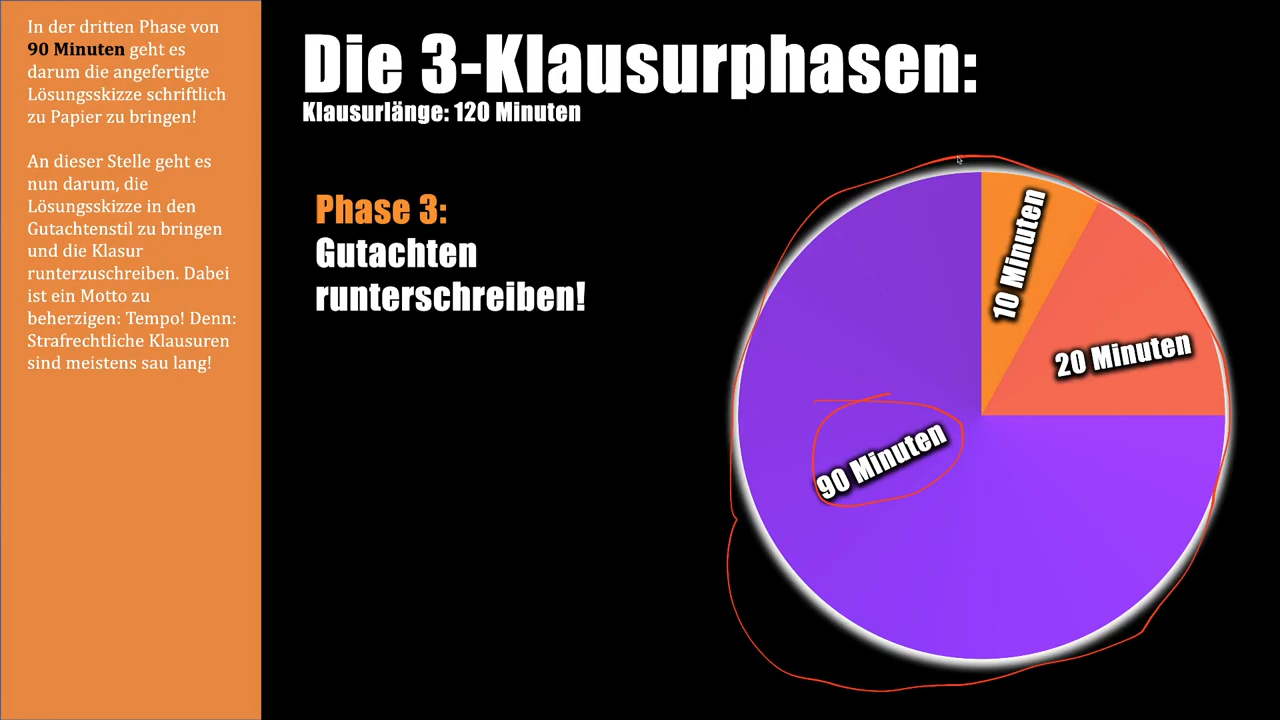 In der dritten Phase von
90 Minuten geht es
darum die angefertigte
Lösungsskizze schriftlich
zu Papier zu bringen!
An dieser Stelle geht es
nun darum, die
Lösungsskizze in den
Gutachtenstil zu bringen
und die Klasur
runterzuschreiben. Dabei
ist ein Motto zu
beherzigen: Tempo! Denn:
Strafrechtliche Klausuren
sind meistens sau lang!
Die 3-Klausurphasen:
Klausurlänge: 120 Minuten
Phase 3:
Gutachten
runterschreiben!
10 Minuten
20 Minuten
90 Minuten